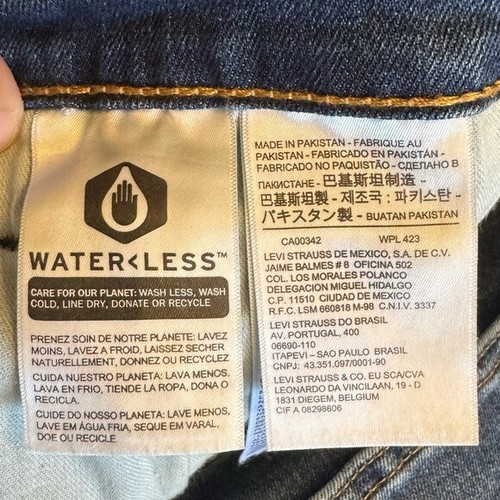 WATER<LESS™
CARE FOR OUR PLANET: WASH LESS, WASH
COLD, LINE DRY, DONATE OR RECYCLE
PRENEZ SOIN DE NOTRE PLANETE: LAVEZ
MOINS, LAVEZ A FROID, LAISSEZ SECHER
NATURELLEMENT, DONNEZ OU RECYCLEZ
CUIDA NUESTRO PLANETA: LAVA MENOS,
LAVA EN FRIO, TIENDE LA ROPA, DONA O
RECICLA.
CUIDE DO NOSSO PLANETA: LAVE MENOS,
LAVE EM ÁGUA FRIA, SEQUE EM VARAL,
DOE OU RECICLE
MADE IN PAKISTAN - FABRIQUE AU
PAKISTAN - FABRICADO EN PAKISTÁN -
FABRICADO NO PAQUISTÃO - СДЕЛАНО В
ПАКИСТАНЕ - 巴基斯坦制造 -
巴基斯坦製 - 제조국 : 파키스탄 -
パキスタン製 - BUATAN PAKISTAN
CA00342 WPL 423
LEVI STRAUSS DE MEXICO, S.A. DE C.V.
JAIME BALMES # 8 OFICINA 502
COL. LOS MORALES POLANCO
DELEGACION MIGUEL HIDALGO
C.P. 11510 CIUDAD DE MEXICO
R.F.C. LSM 660818 M-98 C.N.I.V. 3337
LEVI STRAUSS DO BRASIL
AV. PORTUGAL, 400
06690-110
ITAPEVI – SAO PAULO BRASIL
CNPJ: 43.351.097/0001-90
LEVI STRAUSS & CO. EU SCA/CVA
LEONARDO DA VINCILAAN, 19 - D
1831 DIEGEM, BELGIUM
CIF A 08298606